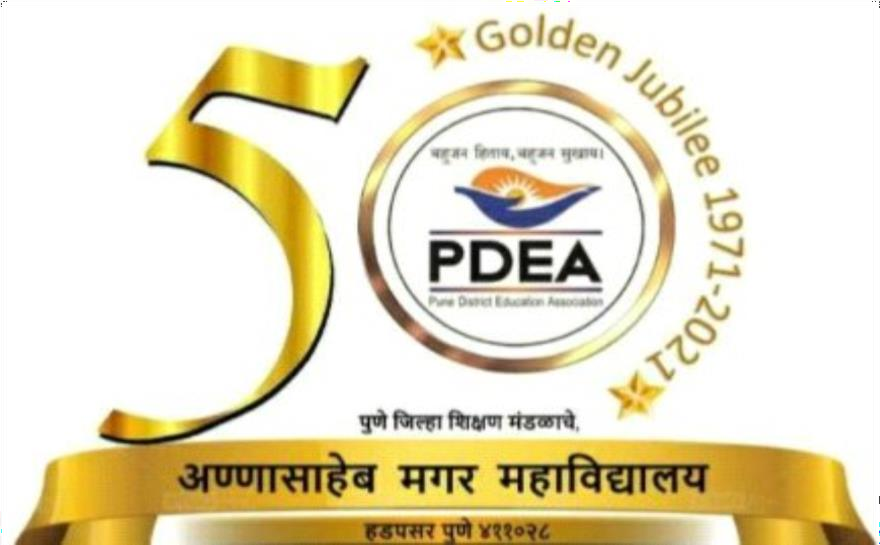 50
Golden Jubilee 1971-2021
बहूजन हिताय, बहूजन सुखाय।
PDEA
Pune District Education Association
पुणे जिल्हा शिक्षण मंडळाचे,
अण्णासाहेब मगर महाविद्यालय
हडपसर पुणे ४११०२८